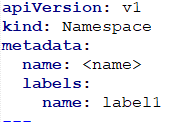 apiVersion: v1
kind: Namespace
metadata:
  name: <name>
  labels:
    name: label1
---